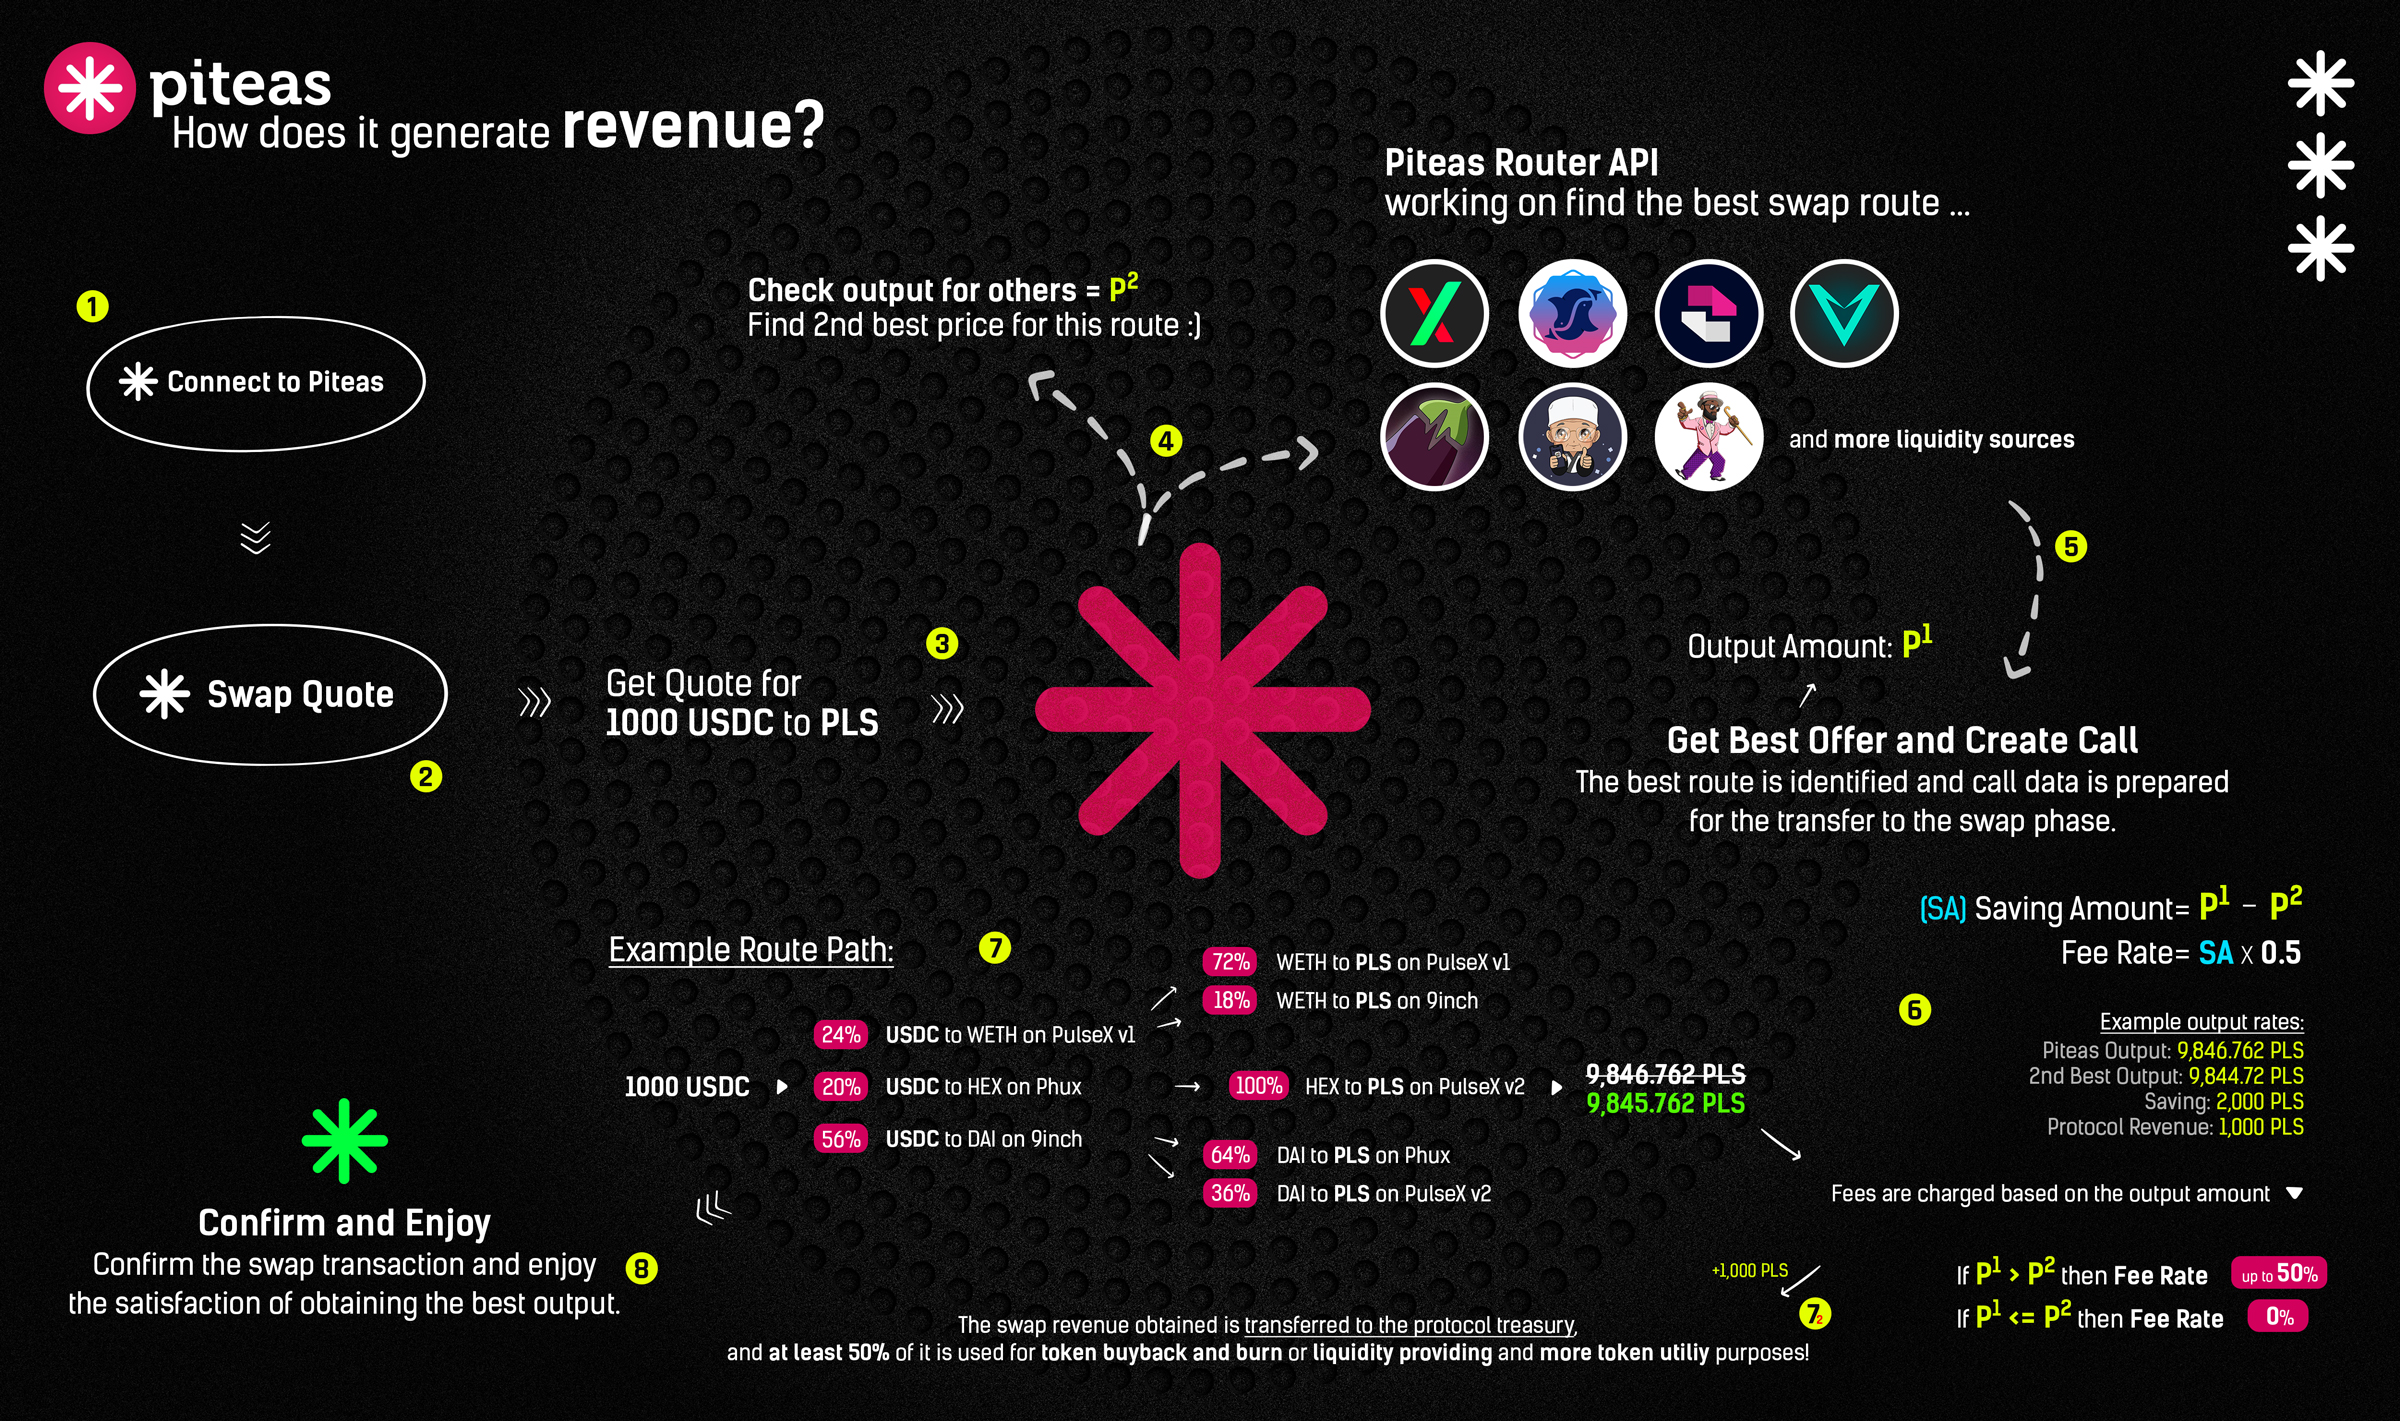 piteas
How does it generate revenue?
Piteas Router API
working on find the best swap route ...
and more liquidity sources
1
Connect to Piteas
Check output for others = P²
Find 2nd best price for this route :)
4
5
Swap Quote
2
Get Quote for
1000 USDC to PLS
3
Output Amount: P¹
Get Best Offer and Create Call
The best route is identified and call data is prepared
for the transfer to the swap phase.
(SA) Saving Amount= P¹ – P²
Fee Rate= SA x 0.5
6
Example output rates:
Piteas Output: 9,846.762 PLS
2nd Best Output: 9,844.72 PLS
Saving: 2,000 PLS
Protocol Revenue: 1,000 PLS
Fees are charged based on the output amount
If P¹ > P² then Fee Rate up to 50%
If P¹ <= P² then Fee Rate 0%
Example Route Path:
7
1000 USDC
24% USDC to WETH on PulseX v1
20% USDC to HEX on Phux
56% USDC to DAI on 9inch
72% WETH to PLS on PulseX v1
18% WETH to PLS on 9inch
100% HEX to PLS on PulseX v2
64% DAI to PLS on Phux
36% DAI to PLS on PulseX v2
9,846.762 PLS
9,845.762 PLS
+1,000 PLS
7₂
The swap revenue obtained is transferred to the protocol treasury,
and at least 50% of it is used for token buyback and burn or liquidity providing and more token utiliy purposes!
Confirm and Enjoy
Confirm the swap transaction and enjoy
the satisfaction of obtaining the best output.
8